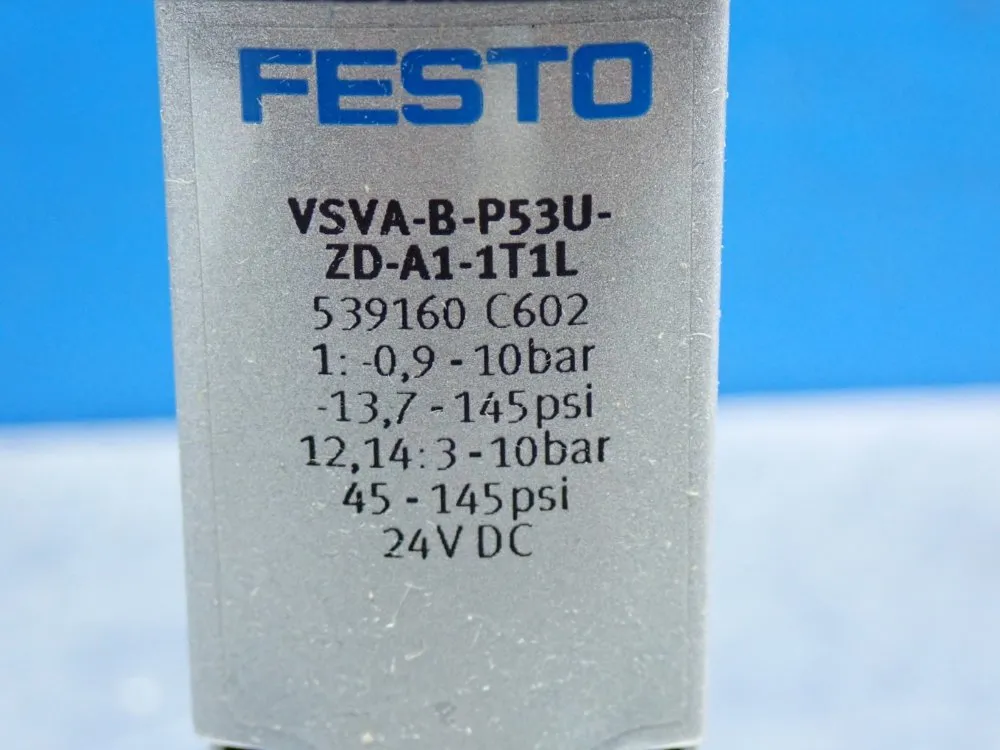 FESTO
VSVA-B-P53U-
ZD-A1-1T1L
539160 C602
1: -0,9 - 10bar
-13,7 - 145psi
12,14: 3 - 10bar
45 - 145psi
24V DC